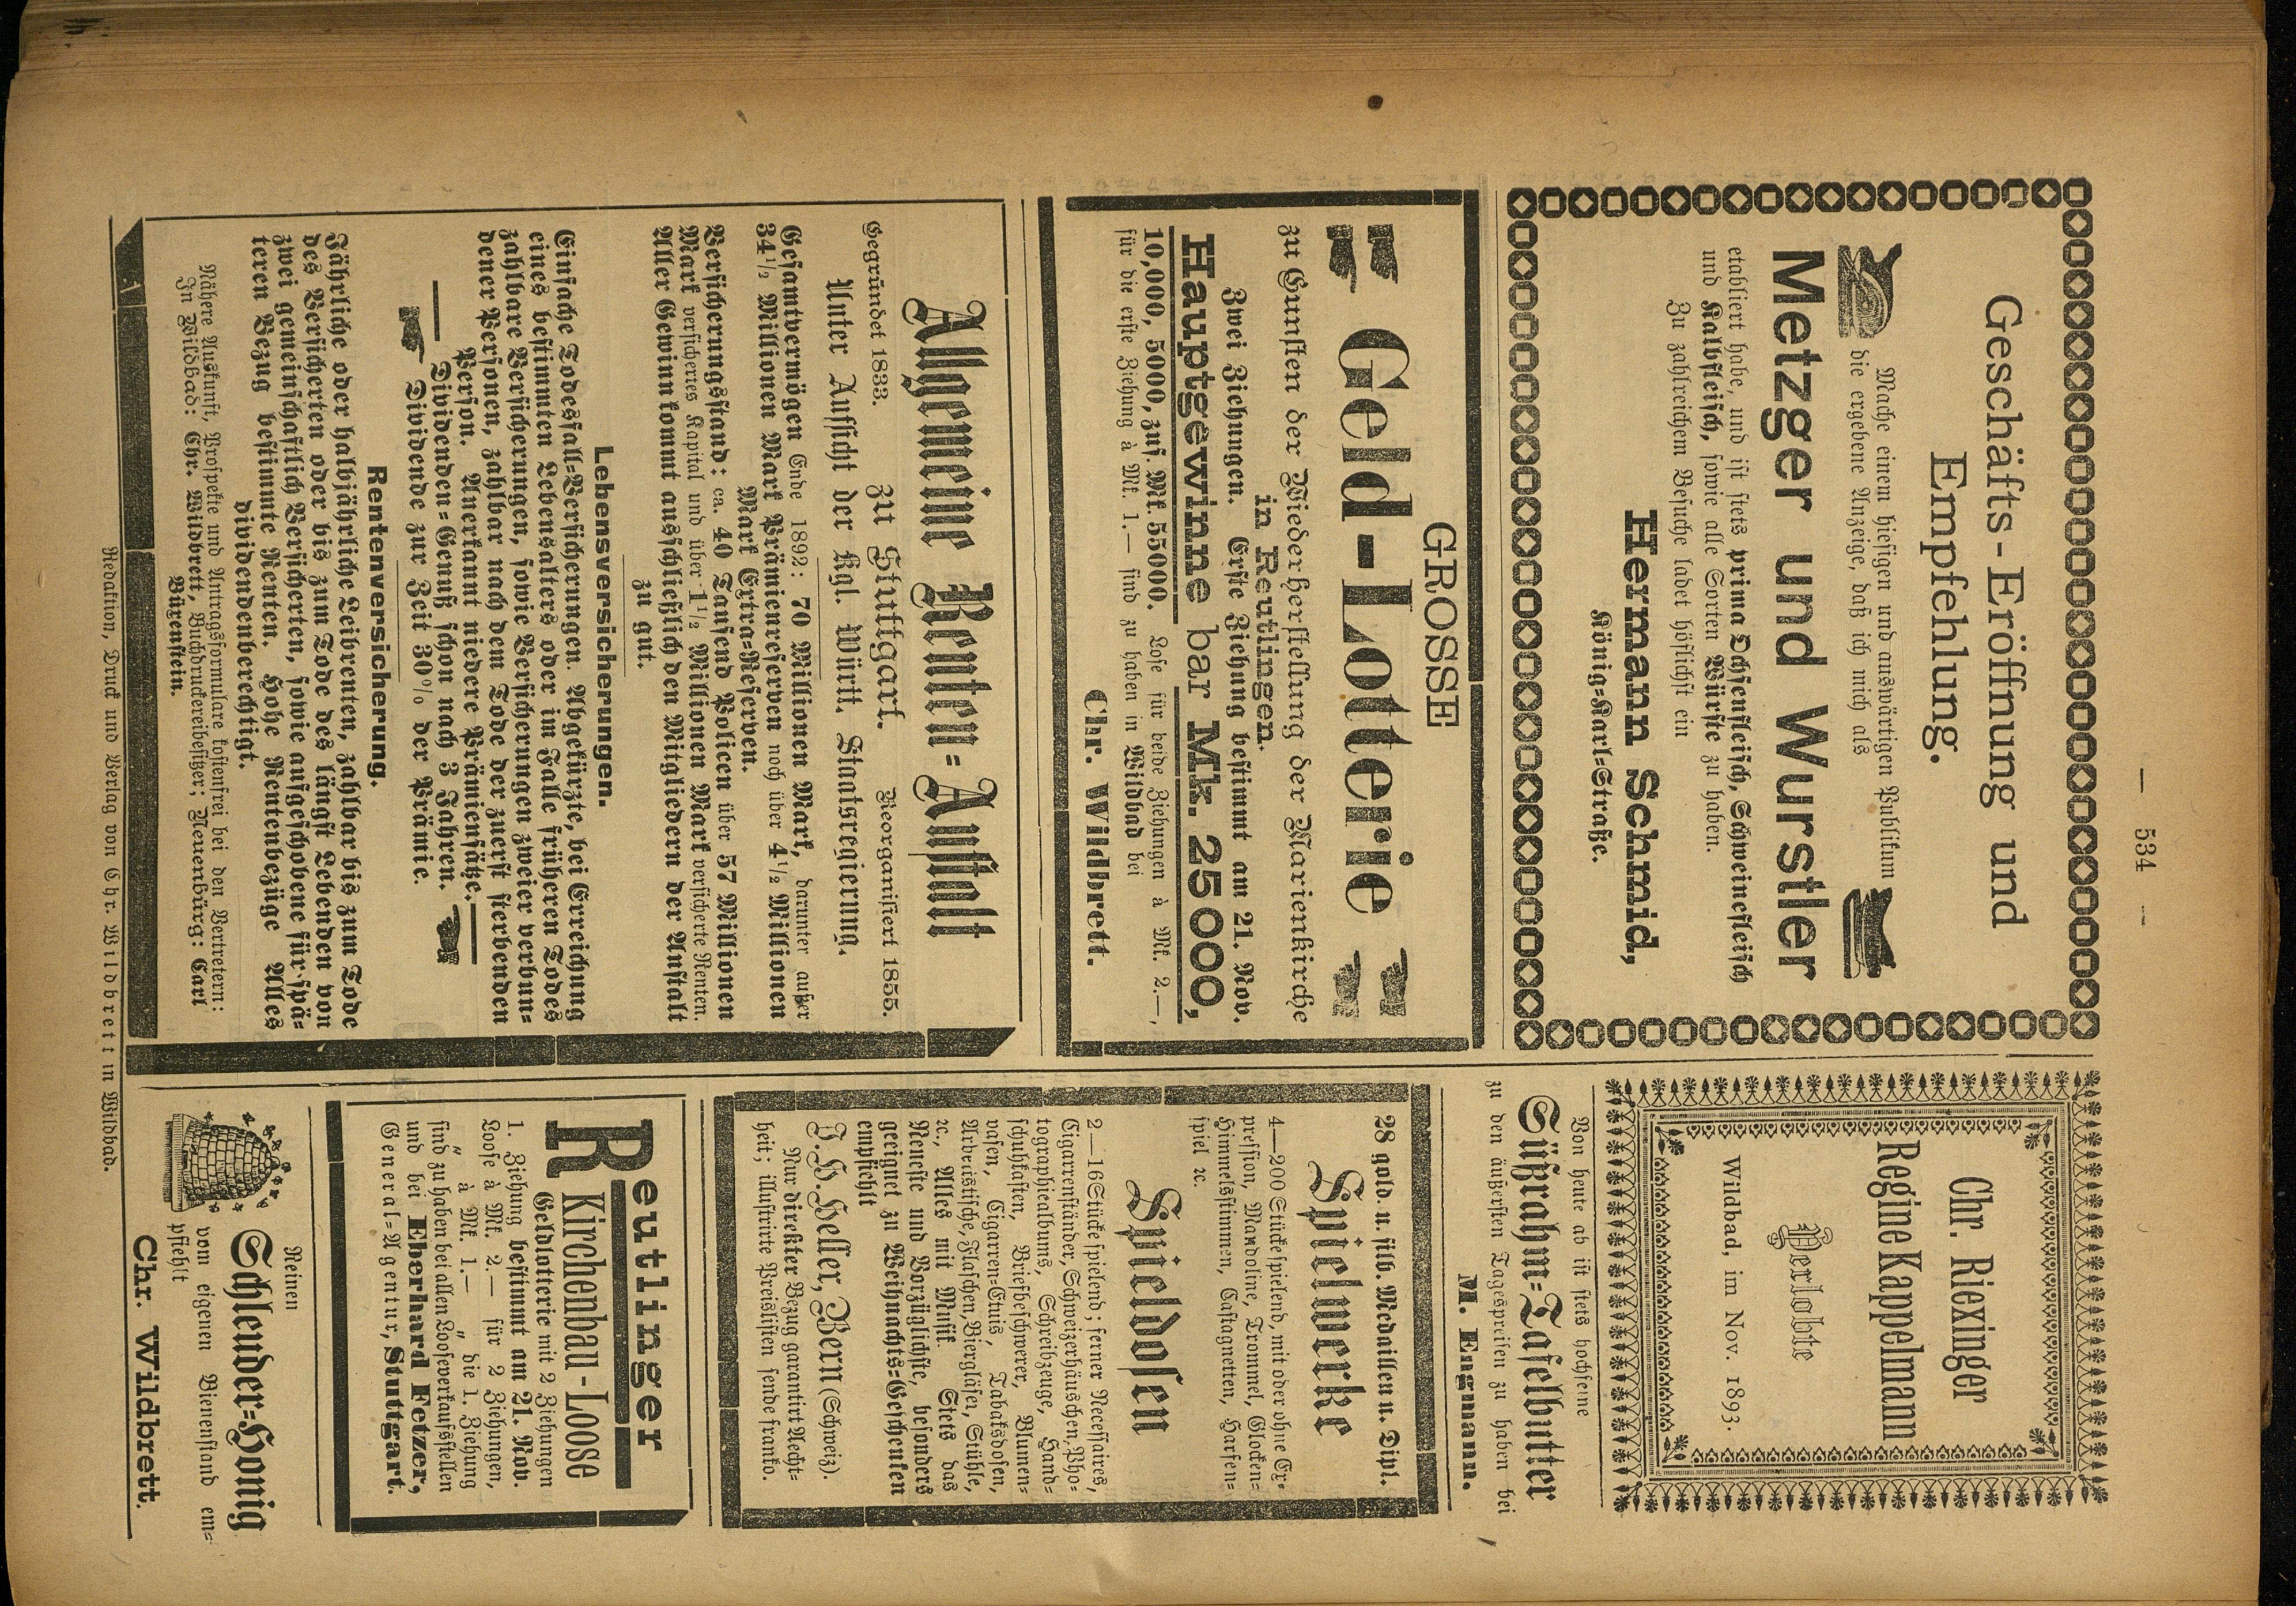 — 534 —
Geschäfts-Eröffnung und
Empfehlung.
Mache einem hiesigen und auswärtigen Publikum
die ergebene Anzeige, daß ich mich als
Metzger und Wurstler
etabliert habe, und ist stets prima Ochsenfleisch, Schweinefleisch
und Kalbfleisch, sowie alle Sorten Würste zu haben.
Zu zahlreichem Besuche ladet höflichst ein
Hermann Schmid,
König-Karl-Straße.
GROSSE
Geld-Lotterie
zu Gunsten der Wiederherstellung der Marienkirche
in Reutlingen.
Zwei Ziehungen. Erste Ziehung bestimmt am 21. Nov.
Hauptgewinne bar Mk. 25000,
10,000, 5000, zus. Mk. 55000. Lose für beide Ziehungen à Mk. 2.—,
für die erste Ziehung à Mk. 1.— sind zu haben in Wildbad bei
Chr. Wildbrett.
Allgemeine Renten-Anstalt
Gegründet 1833. zu Stuttgart. Reorganisiert 1855.
Unter Aufsicht der Kgl. Württ. Staatsregierung.
Gesamtvermögen Ende 1892: 70 Millionen Mark, darunter außer
34½ Millionen Mark Prämienreserven noch über 4½ Millionen
Mark Extra-Reserven.
Versicherungsstand: ca. 40 Tausend Policen über 57 Millionen
Mark versichertes Kapital und über 1½ Millionen Mark versicherte Renten.
Aller Gewinn kommt ausschließlich den Mitgliedern der Anstalt
zu gut.
Lebensversicherungen.
Einfache Todesfall-Versicherungen. Abgekürzte, bei Erreichung
eines bestimmten Lebensalters oder im Falle früheren Todes
zahlbare Versicherungen, sowie Versicherungen zweier verbun-
dener Personen, zahlbar nach dem Tode der zuerst sterbenden
Person. Anerkannt niedere Prämiensätze.
Dividenden-Genuß schon nach 3 Jahren.
Dividende zur Zeit 30% der Prämie.
Rentenversicherung.
Jährliche oder halbjährliche Leibrenten, zahlbar bis zum Tode
des Versicherten oder bis zum Tode des längst Lebenden von
zwei gemeinschaftlich Versicherten, sowie aufgeschobene für spä-
teren Bezug bestimmte Renten. Hohe Rentenbezüge Alles
dividendenberechtigt.
Nähere Auskunft, Prospekte und Antragsformulare kostenfrei bei den Vertretern:
In Wildbad: Chr. Wildbrett, Buchdruckereibesitzer; Neuenbürg: Carl
Bürenstein.
Chr. Riexinger
Regine Kappelmann
Verlobte
Wildbad, im Nov. 1893.
Von heute ab ist stets hochfeine
Süßrahm-Tafelbutter
zu den äußersten Tagespreisen zu haben bei
M. Engmann.
28 gold. u. silb. Medaillen u. Dipl.
Spielwerke
4—200 Stücke spielend, mit oder ohne Ex-
pression, Mandoline, Trommel, Glocken-
Himmelsstimmen, Castagnetten, Harfen-
spiel ꝛc.
Spieldosen
2—16 Stücke spielend; ferner Necessaires,
Cigarrenständer, Schweizerhäuschen, Pho-
tographiealbums, Schreibzeuge, Hand-
schuhkasten, Briefbeschwerer, Blumen-
vasen, Cigarren-Etuis, Tabaksdosen,
Arbeitstische, Flaschen, Biergläser, Stühle,
ꝛc., Alles mit Musik. Stets das
Neueste und Vorzüglichste, besonders
geeignet zu Weihnachts-Geschenken
empfiehlt
J. H. Heller, Bern (Schweiz).
Nur direkter Bezug garantirt Aecht-
heit; illustrirte Preislisten sende franko.
Reutlinger
Kirchenbau-Loose
Geldlotterie mit 2 Ziehungen
1. Ziehung bestimmt am 21. Nov.
Loose à Mk. 2.— für 2 Ziehungen,
" à Mk. 1.— " die 1. Ziehung
sind zu haben bei allen Looseverkaufsstellen
und bei Eberhard Fetzer,
General-Agentur, Stuttgart.
Reinen
Schleuder-Honig
vom eigenen Bienenstand em-
pfiehlt
Chr. Wildbrett.
Redaktion, Druck und Verlag von Chr. Wildbrett in Wildbad.